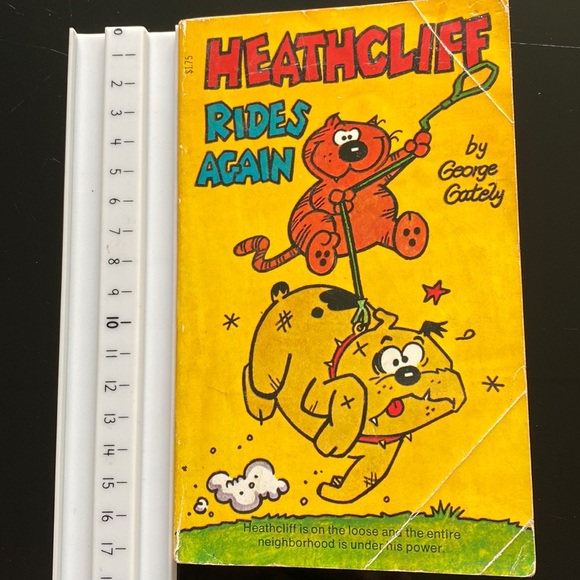 $1.75
HEATHCLIFF
RIDES
AGAIN
by
George
Gately
Heathcliff is on the loose and the entire
neighborhood is under his power.
0
1
2
3
4
5
6
7
8
9
10
11
12
13
14
15
16
17